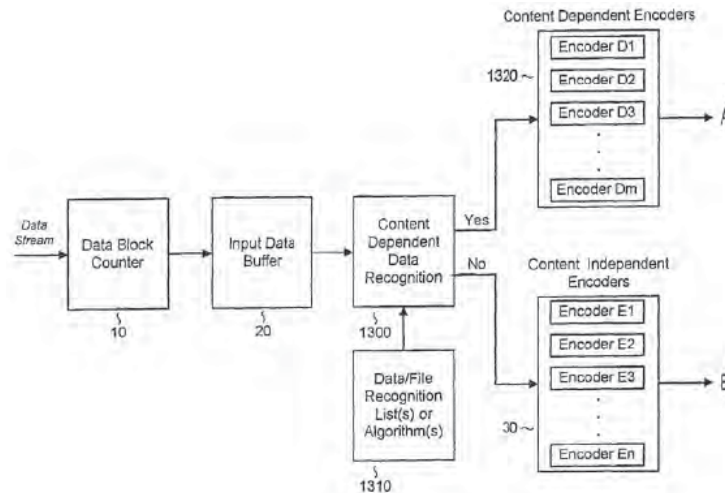 Content Dependent Encoders
Encoder D1
1320
Encoder D2
Encoder D3
A
Encoder Dm
Data
Stream
Data Block
Counter
10
Input Data
Buffer
20
Content
Dependent
Data
Recognition
1300
Yes
No
Data/File
Recognition
List(s) or
Algorithm(s)
1310
Content Independent
Encoders
Encoder E1
Encoder E2
Encoder E3
B
30
Encoder En